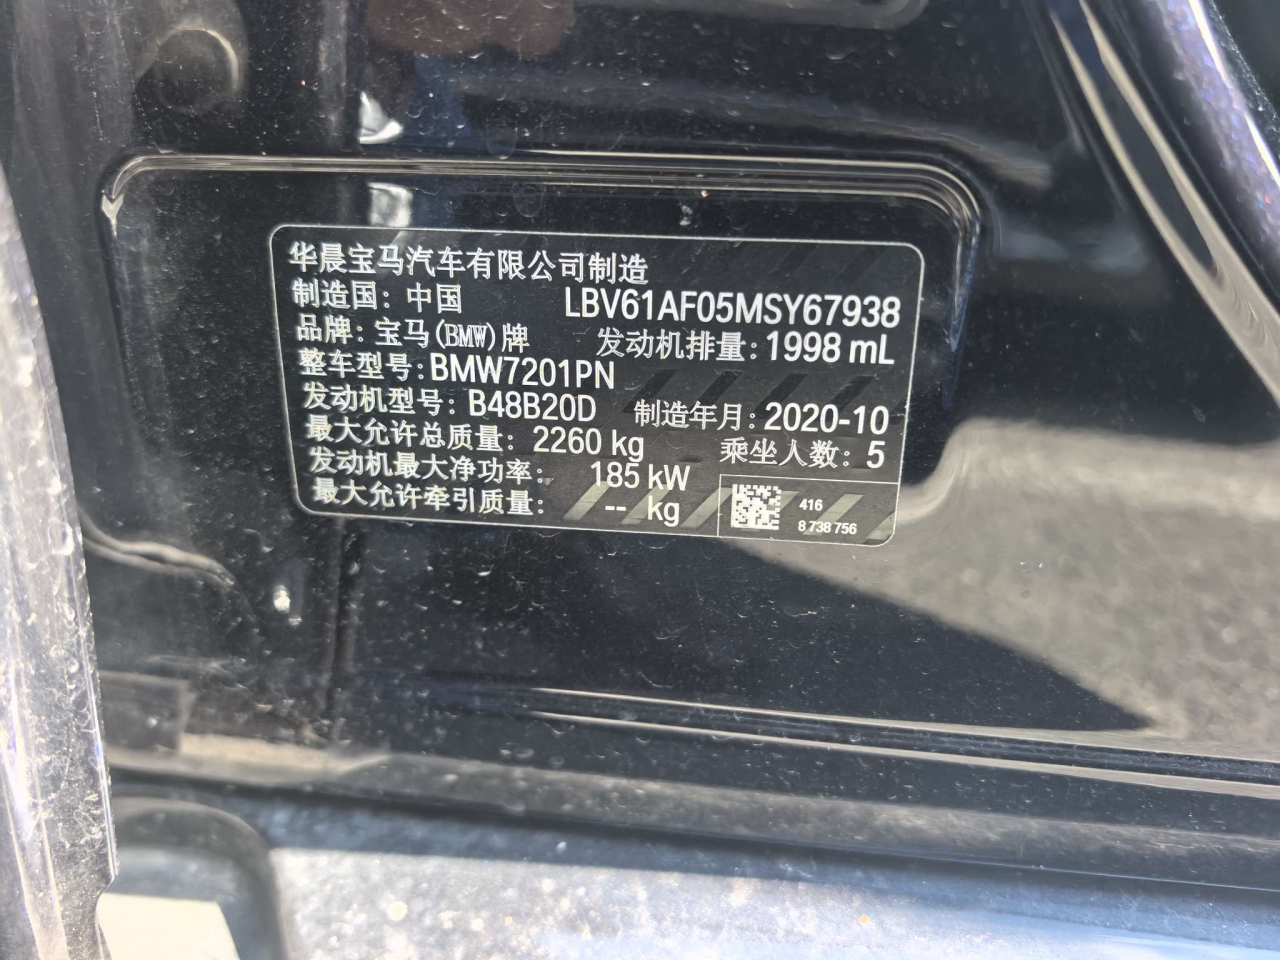 华晨宝马汽车有限公司制造
制造国: 中国 LBV61AF05MSY67938
品牌: 宝马(BMW)牌 发动机排量: 1998 mL
整车型号: BMW7201PN
发动机型号: B48B20D 制造年月: 2020-10
最大允许总质量: 2260 kg 乘坐人数: 5
发动机最大净功率: 185 kW
最大允许牵引质量: -- kg
416
8 738 756